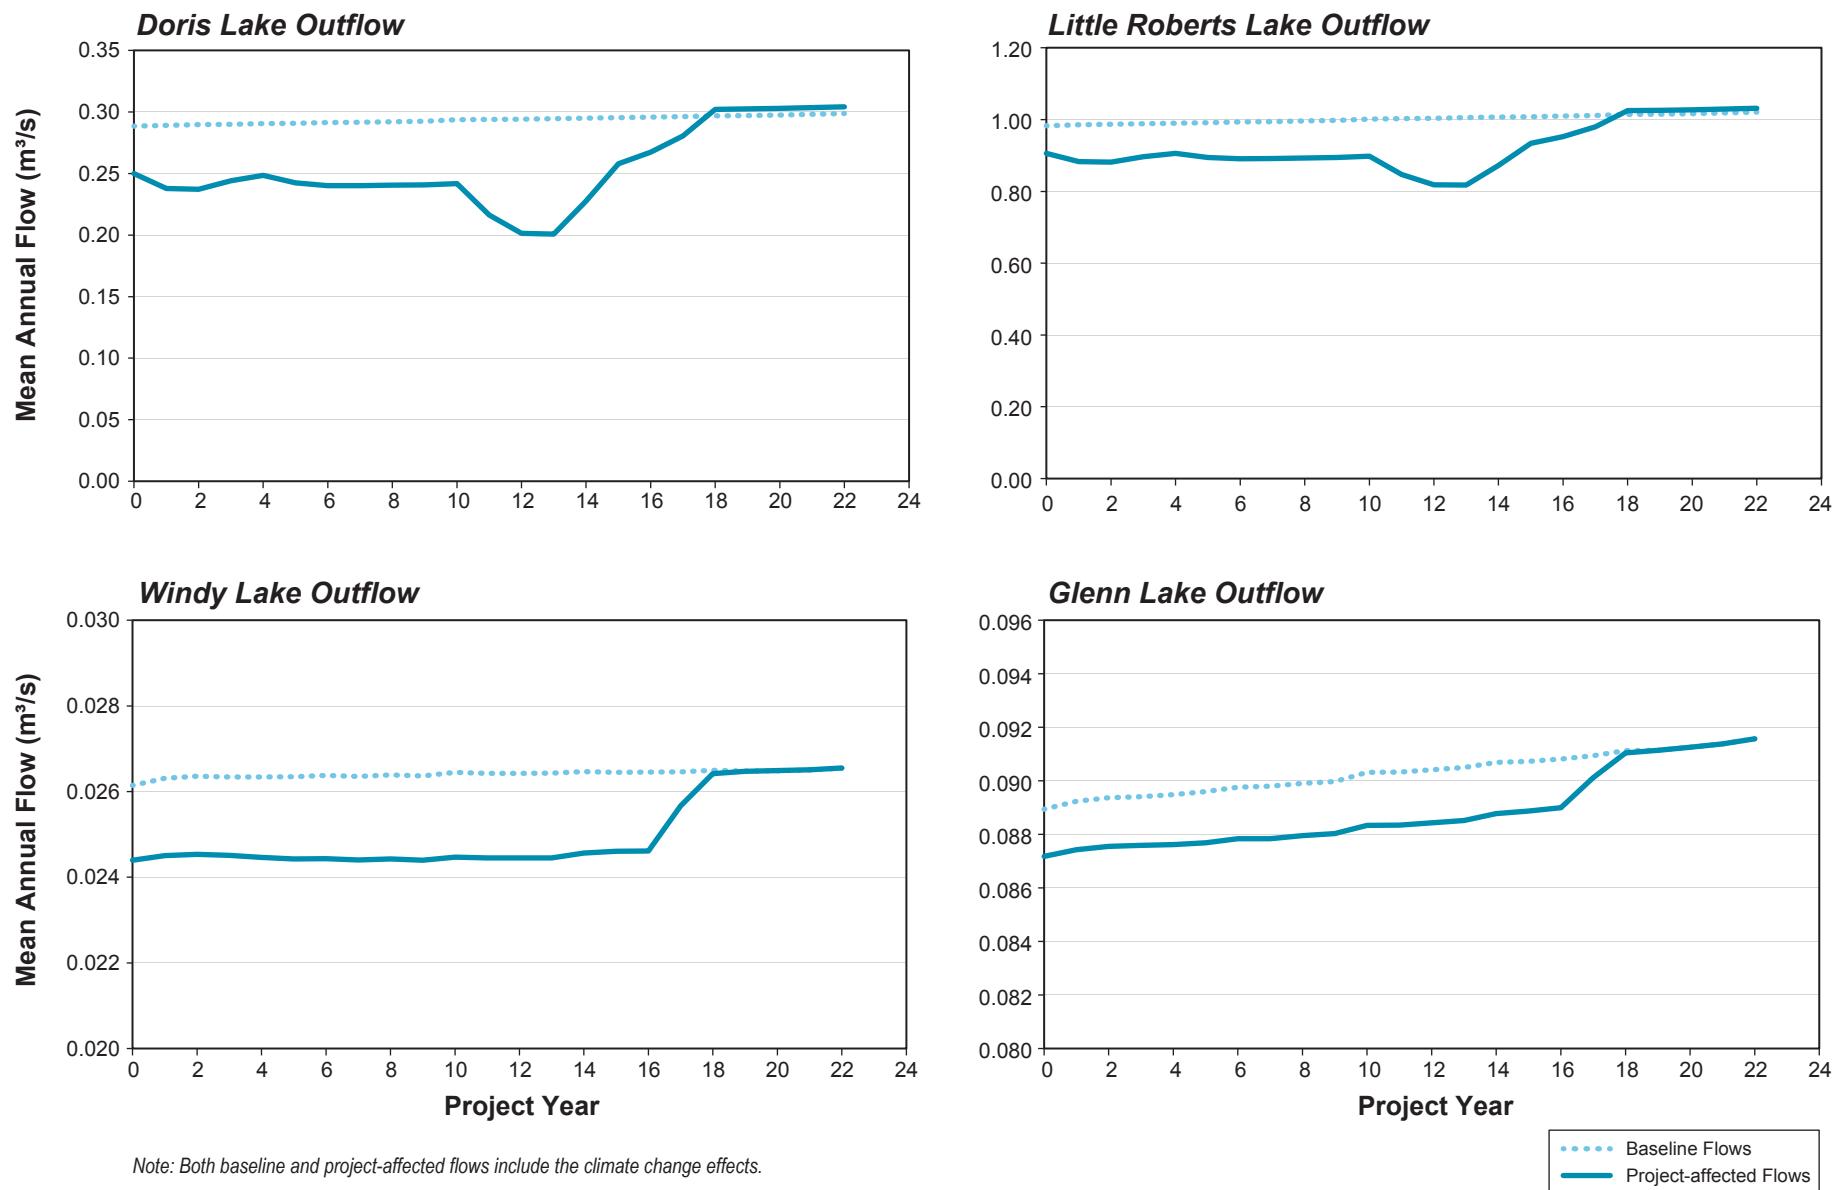 Doris Lake Outflow
Mean Annual Flow (m³/s)
0.35
0.30
0.25
0.20
0.15
0.10
0.05
0.00
0 2 4 6 8 10 12 14 16 18 20 22 24
Little Roberts Lake Outflow
1.20
1.00
0.80
0.60
0.40
0.20
0.00
0 2 4 6 8 10 12 14 16 18 20 22 24
Windy Lake Outflow
Mean Annual Flow (m³/s)
0.030
0.028
0.026
0.024
0.022
0.020
0 2 4 6 8 10 12 14 16 18 20 22 24
Project Year
Glenn Lake Outflow
0.096
0.094
0.092
0.090
0.088
0.086
0.084
0.082
0.080
0 2 4 6 8 10 12 14 16 18 20 22 24
Project Year
Note: Both baseline and project-affected flows include the climate change effects.
Baseline Flows
Project-affected Flows